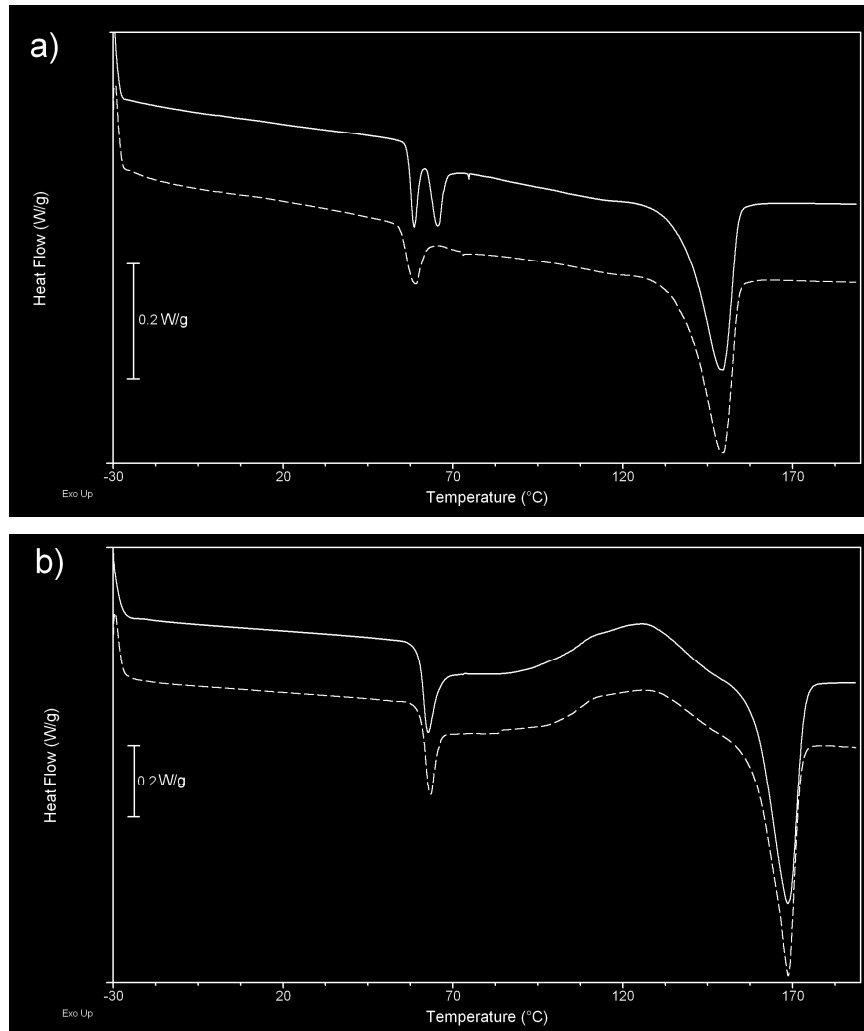 a)
Heat Flow (W/g)
0.2 W/g
-30 20 70 120 170
Exo Up
Temperature (°C)
b)
Heat Flow (W/g)
0.2 W/g
-30 20 70 120 170
Exo Up
Temperature (°C)